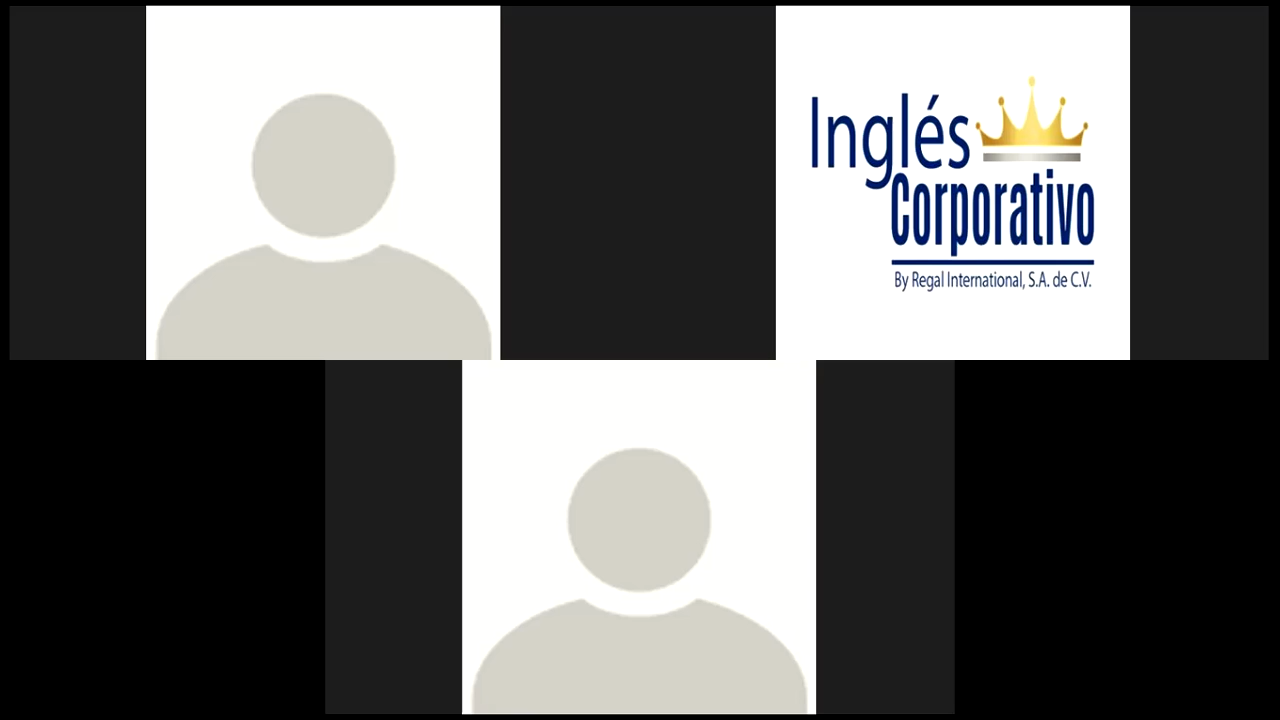 Inglés
Corporativo
By Regal International, S.A. de C.V.